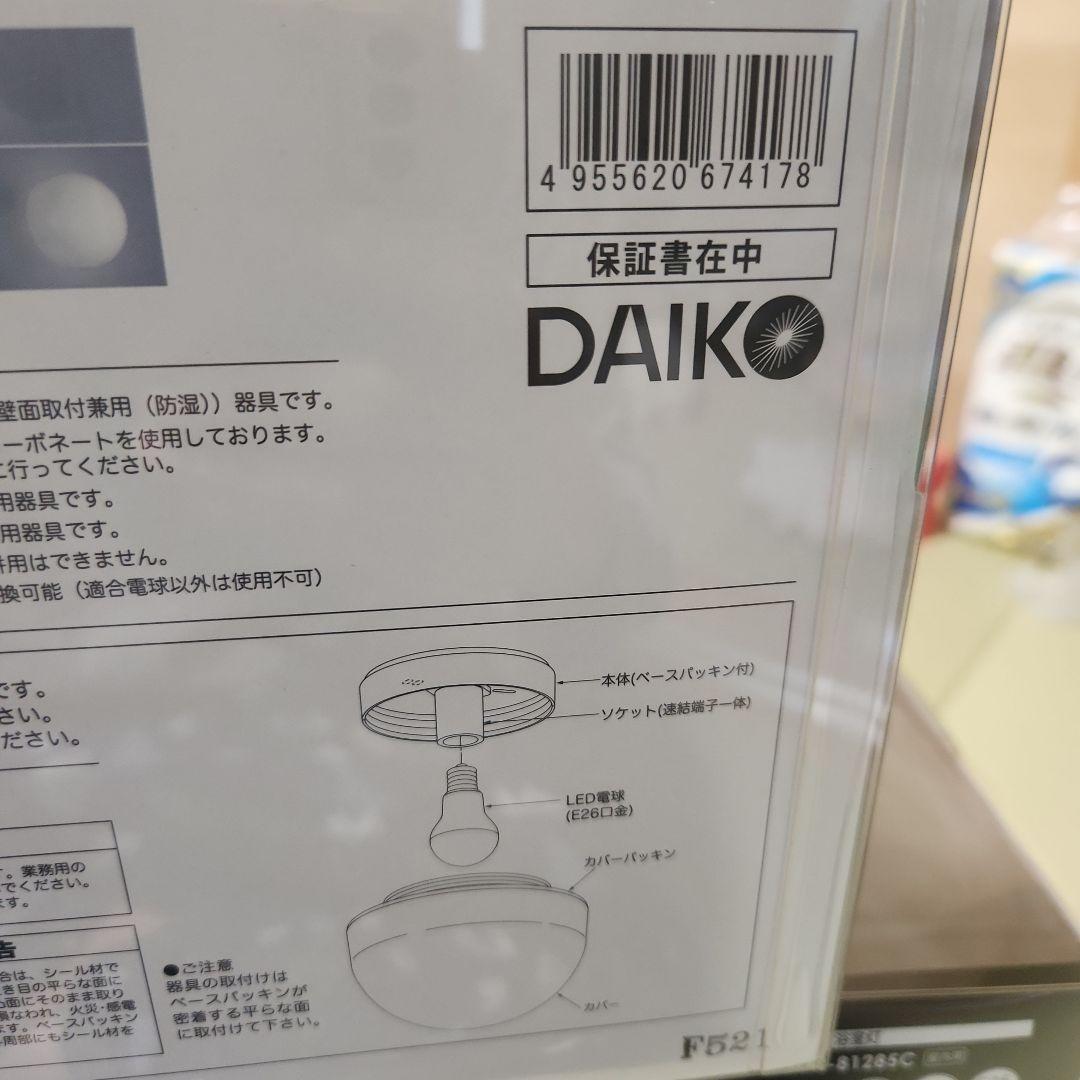 4 955620 674178
保証書在中
DAIKO
壁面取付兼用（防湿））器具です。
ーボネートを使用しております。
に行ってください。
用器具です。
用器具です。
併用はできません。
換可能（適合電球以外は使用不可）
です。
さい。
ください。
本体(ベースパッキン付)
ソケット(速結端子一体)
LED電球
(E26口金)
カバーパッキン
カバー
す。業務用の
でください。
ます。
告
合は、シール材で
き目の平らな面に
面にそのまま取り
損なわれ、火災・感電
ます。ベースパッキン
周部にもシール材を
●ご注意
器具の取付けは
ベースパッキンが
密着する平らな面
に取付けて下さい。
F521
-81285C